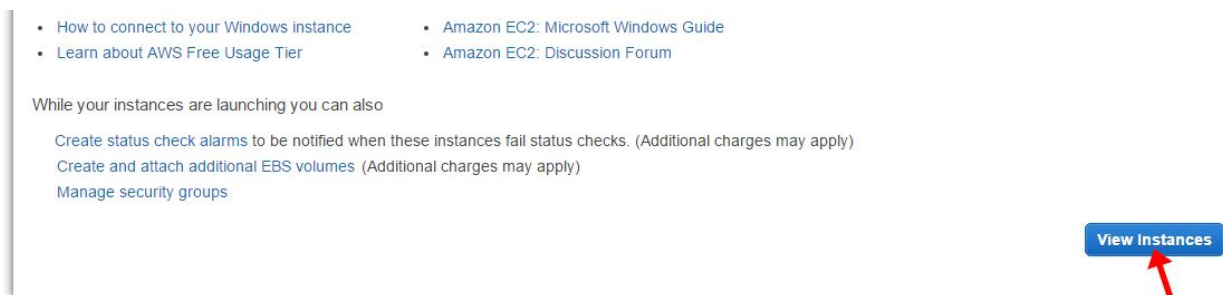 • How to connect to your Windows instance • Amazon EC2: Microsoft Windows Guide
• Learn about AWS Free Usage Tier • Amazon EC2: Discussion Forum
While your instances are launching you can also
Create status check alarms to be notified when these instances fail status checks. (Additional charges may apply)
Create and attach additional EBS volumes (Additional charges may apply)
Manage security groups
View Instances